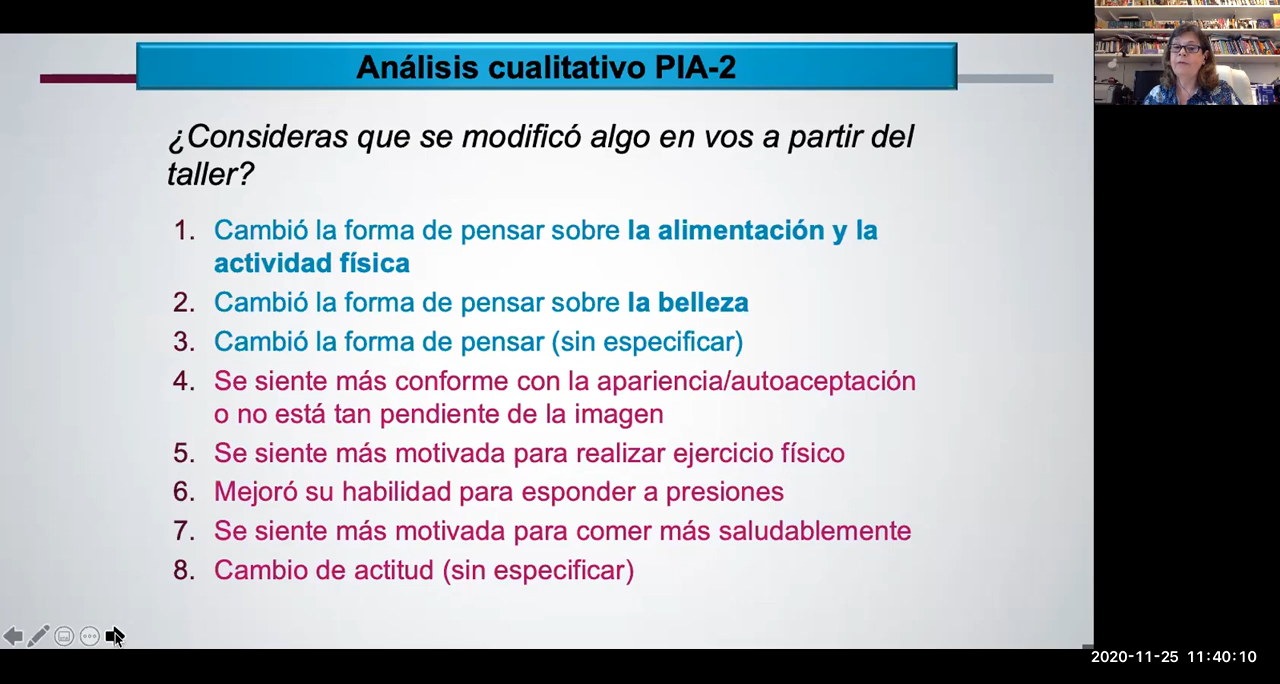 Análisis cualitativo PIA-2
¿Consideras que se modificó algo en vos a partir del
taller?
1. Cambió la forma de pensar sobre la alimentación y la
actividad física
2. Cambió la forma de pensar sobre la belleza
3. Cambió la forma de pensar (sin especificar)
4. Se siente más conforme con la apariencia/autoaceptación
o no está tan pendiente de la imagen
5. Se siente más motivada para realizar ejercicio físico
6. Mejoró su habilidad para esponder a presiones
7. Se siente más motivada para comer más saludablemente
8. Cambio de actitud (sin especificar)
2020-11-25 11:40:10